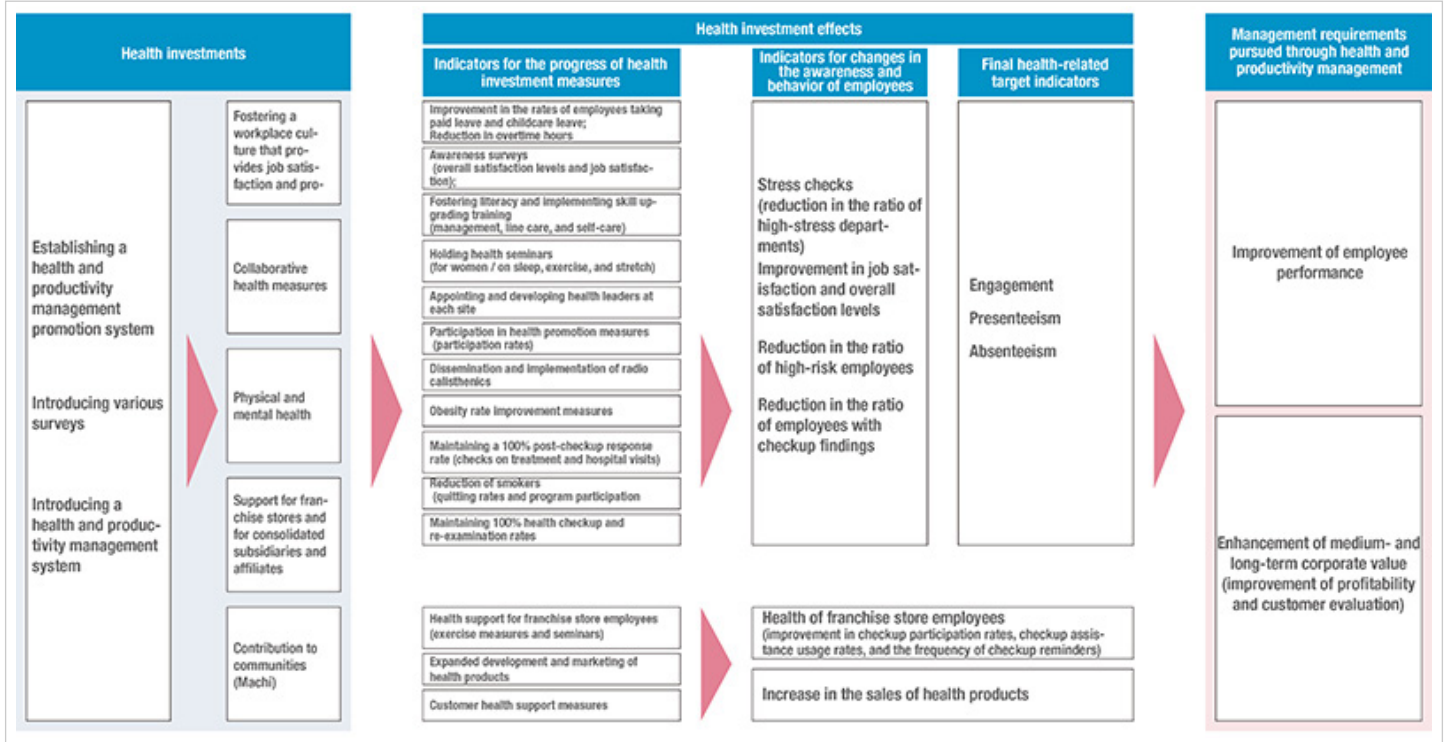 Health investments
Establishing a
health and
productivity
management
promotion system
Introducing various
surveys
Introducing a
health and produc-
tivity management
system
Fostering a
workplace cul-
ture that pro-
vides job satis-
faction and pro-
Collaborative
health measures
Physical and
mental health
Support for fran-
chise stores and
for consolidated
subsidiaries and
affiliates
Contribution to
communities
(Machi)
Health investment effects
Indicators for the progress of health
investment measures
Improvement in the rates of employees taking
paid leave and childcare leave;
Reduction in overtime hours
Awareness surveys
(overall satisfaction levels and job satisfac-
tion);
Fostering literacy and implementing skill up-
grading training
(management, line care, and self-care)
Holding health seminars
(for women / on sleep, exercise, and stretch)
Appointing and developing health leaders at
each site
Participation in health promotion measures
(participation rates)
Dissemination and implementation of radio
calisthenics
Obesity rate improvement measures
Maintaining a 100% post-checkup response
rate (checks on treatment and hospital visits)
Reduction of smokers
(quitting rates and program participation
Maintaining 100% health checkup and
re-examination rates
Health support for franchise store employees
(exercise measures and seminars)
Expanded development and marketing of
health products
Customer health support measures
Indicators for changes in
the awareness and
behavior of employees
Stress checks
(reduction in the ratio of
high-stress depart-
ments)
Improvement in job sat-
isfaction and overall
satisfaction levels
Reduction in the ratio
of high-risk employees
Reduction in the ratio
of employees with
checkup findings
Final health-related
target indicators
Engagement
Presenteeism
Absenteeism
Health of franchise store employees
(improvement in checkup participation rates, checkup assis-
tance usage rates, and the frequency of checkup reminders)
Increase in the sales of health products
Management requirements
pursued through health and
productivity management
Improvement of employee
performance
Enhancement of medium- and
long-term corporate value
(improvement of profitability
and customer evaluation)